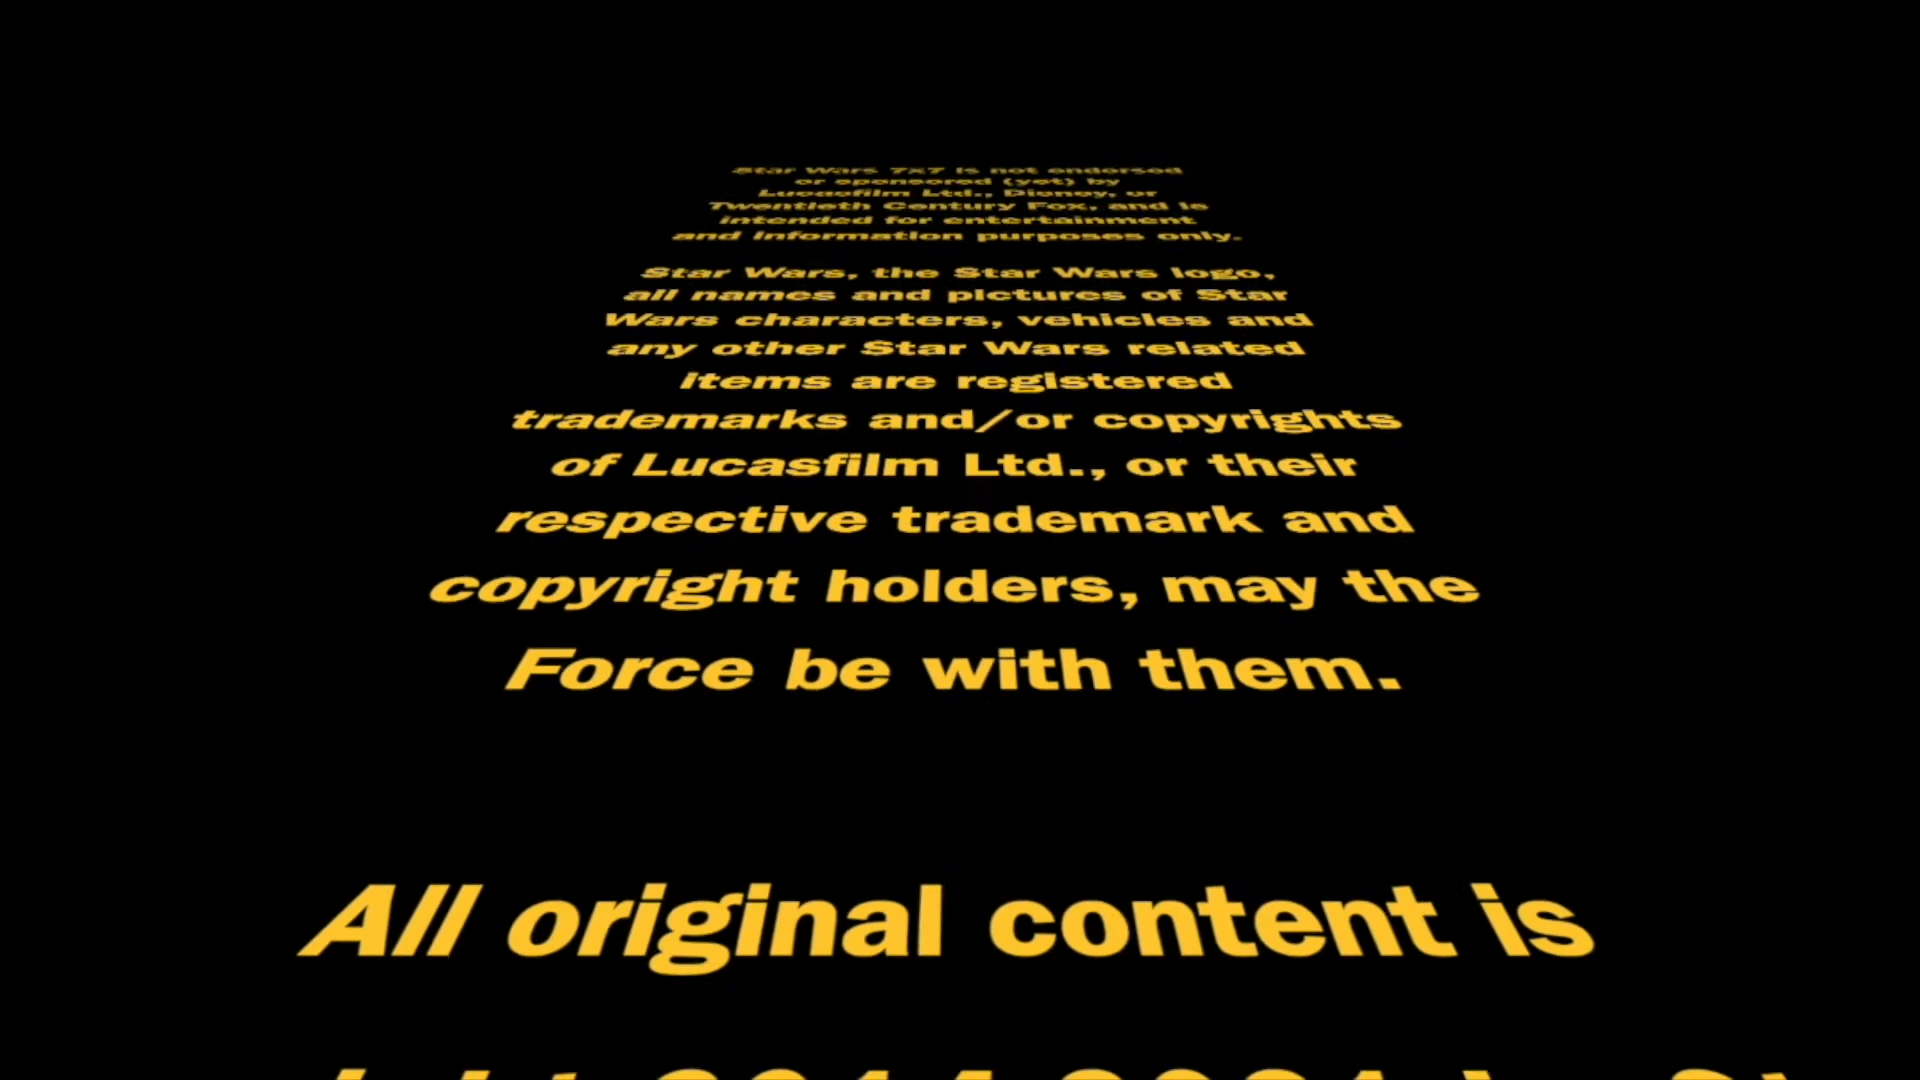 Star Wars 7x7 is not endorsed
or sponsored (yet) by
Lucasfilm Ltd., Disney, or
Twentieth Century Fox, and is
intended for entertainment
and information purposes only.
Star Wars, the Star Wars logo,
all names and pictures of Star
Wars characters, vehicles and
any other Star Wars related
items are registered
trademarks and/or copyrights
of Lucasfilm Ltd., or their
respective trademark and
copyright holders, may the
Force be with them.
All original content is